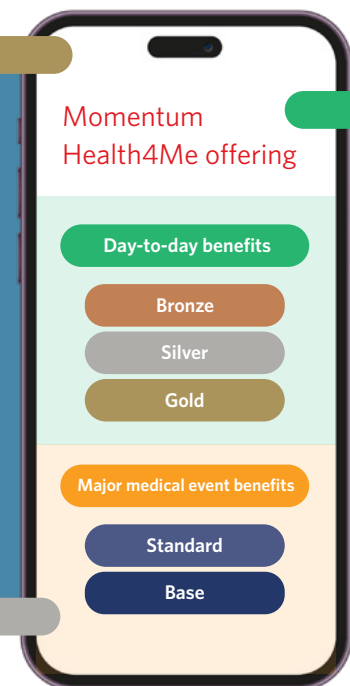 Momentum
Health4Me offering
Day-to-day benefits
Bronze
Silver
Gold
Major medical event benefits
Standard
Base